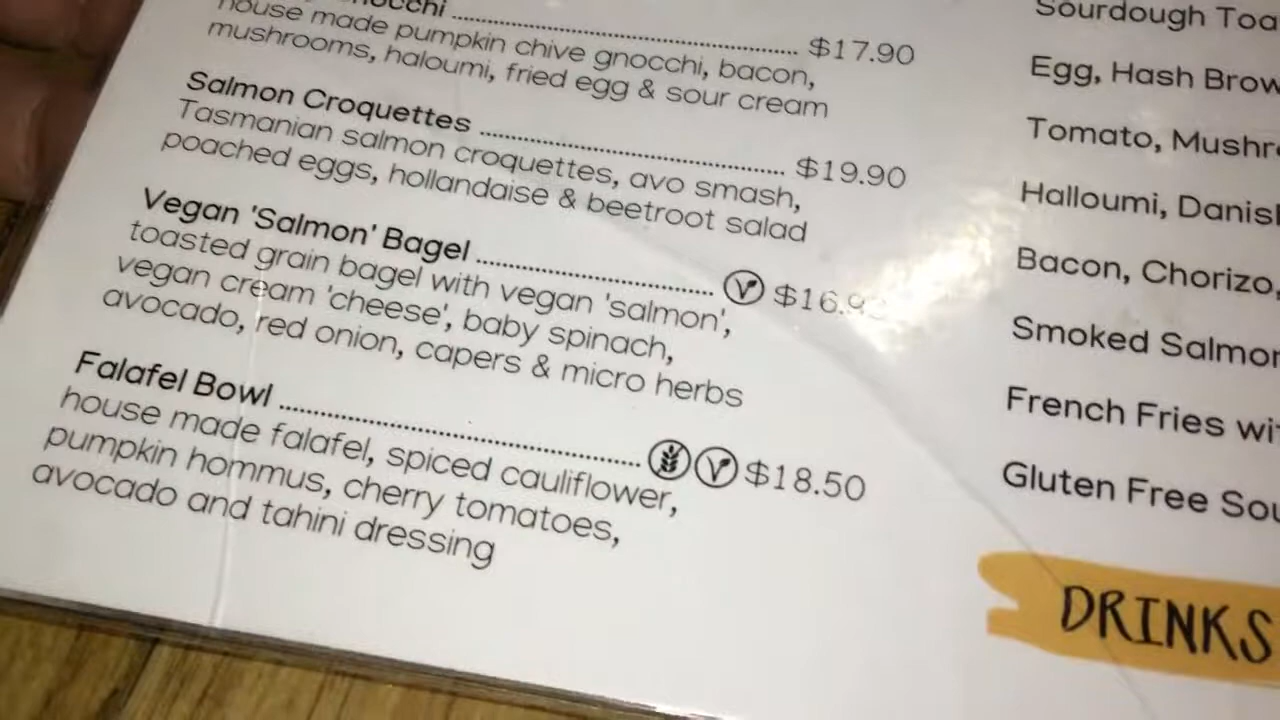 $17.90
house made pumpkin chive gnocchi, bacon,
mushrooms, haloumi, fried egg & sour cream
Salmon Croquettes $19.90
Tasmanian salmon croquettes, avo smash,
poached eggs, hollandaise & beetroot salad
Vegan 'Salmon' Bagel
toasted grain bagel with vegan 'salmon',
vegan cream 'cheese', baby spinach,
avocado, red onion, capers & micro herbs
Falafel Bowl $18.50
house made falafel, spiced cauliflower,
pumpkin hommus, cherry tomatoes,
avocado and tahini dressing
Sourdough
Egg, Hash
Tomato,
Halloumi,
Bacon, Chorizo,
Smoked
French Fries
Gluten Free
DRINKS